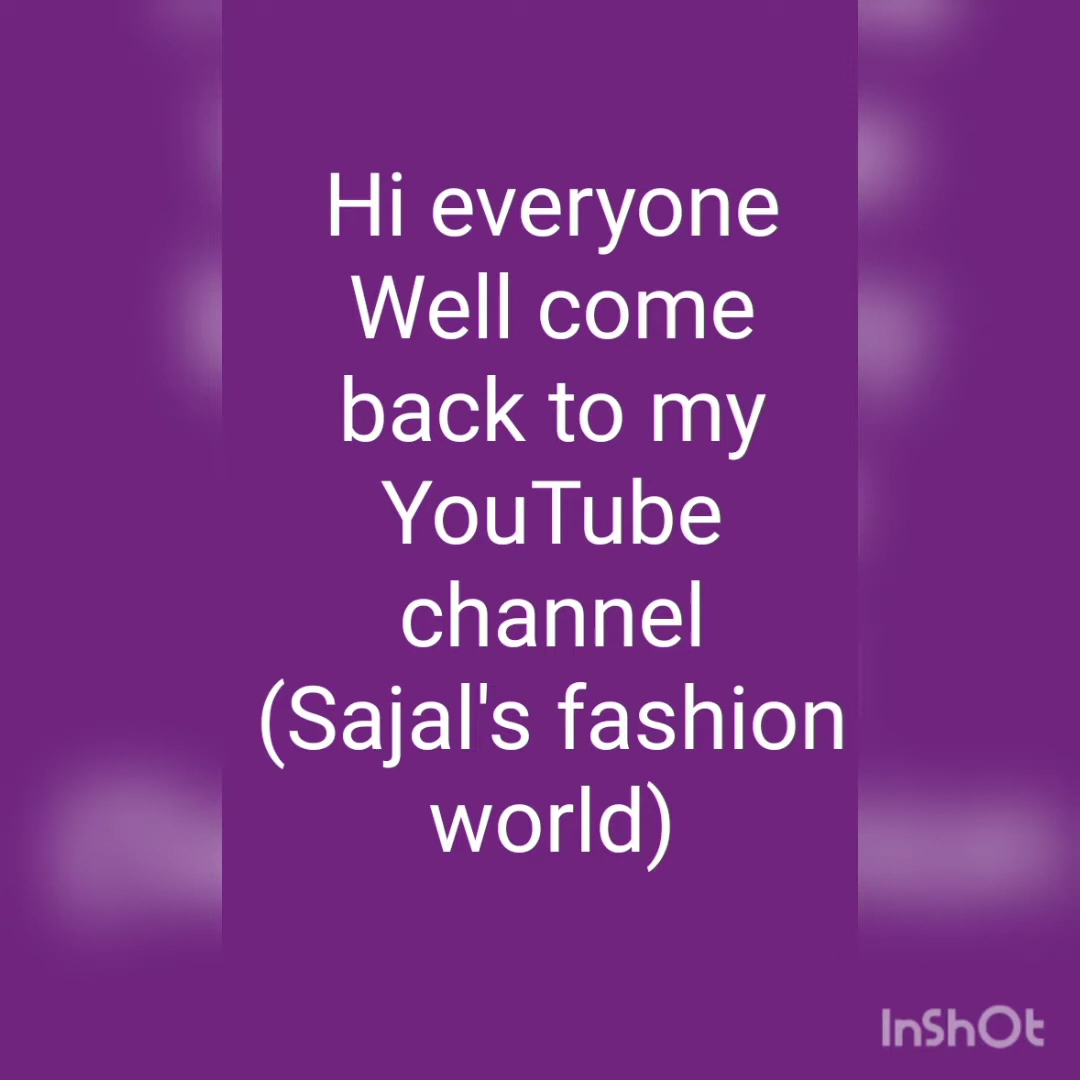 Hi everyone
Well come
back to my
YouTube
channel
(Sajal's fashion
world)
InShOt